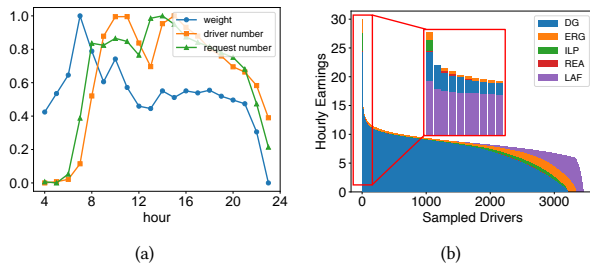 1.0
0.8
0.6
0.4
0.2
0.0
4
8
12
16
20
24
hour
weight
driver number
request number
(a)
Hourly Earnings
30
25
20
15
10
5
0
0
1000
2000
3000
Sampled Drivers
DG
ERG
ILP
REA
LAF
(b)